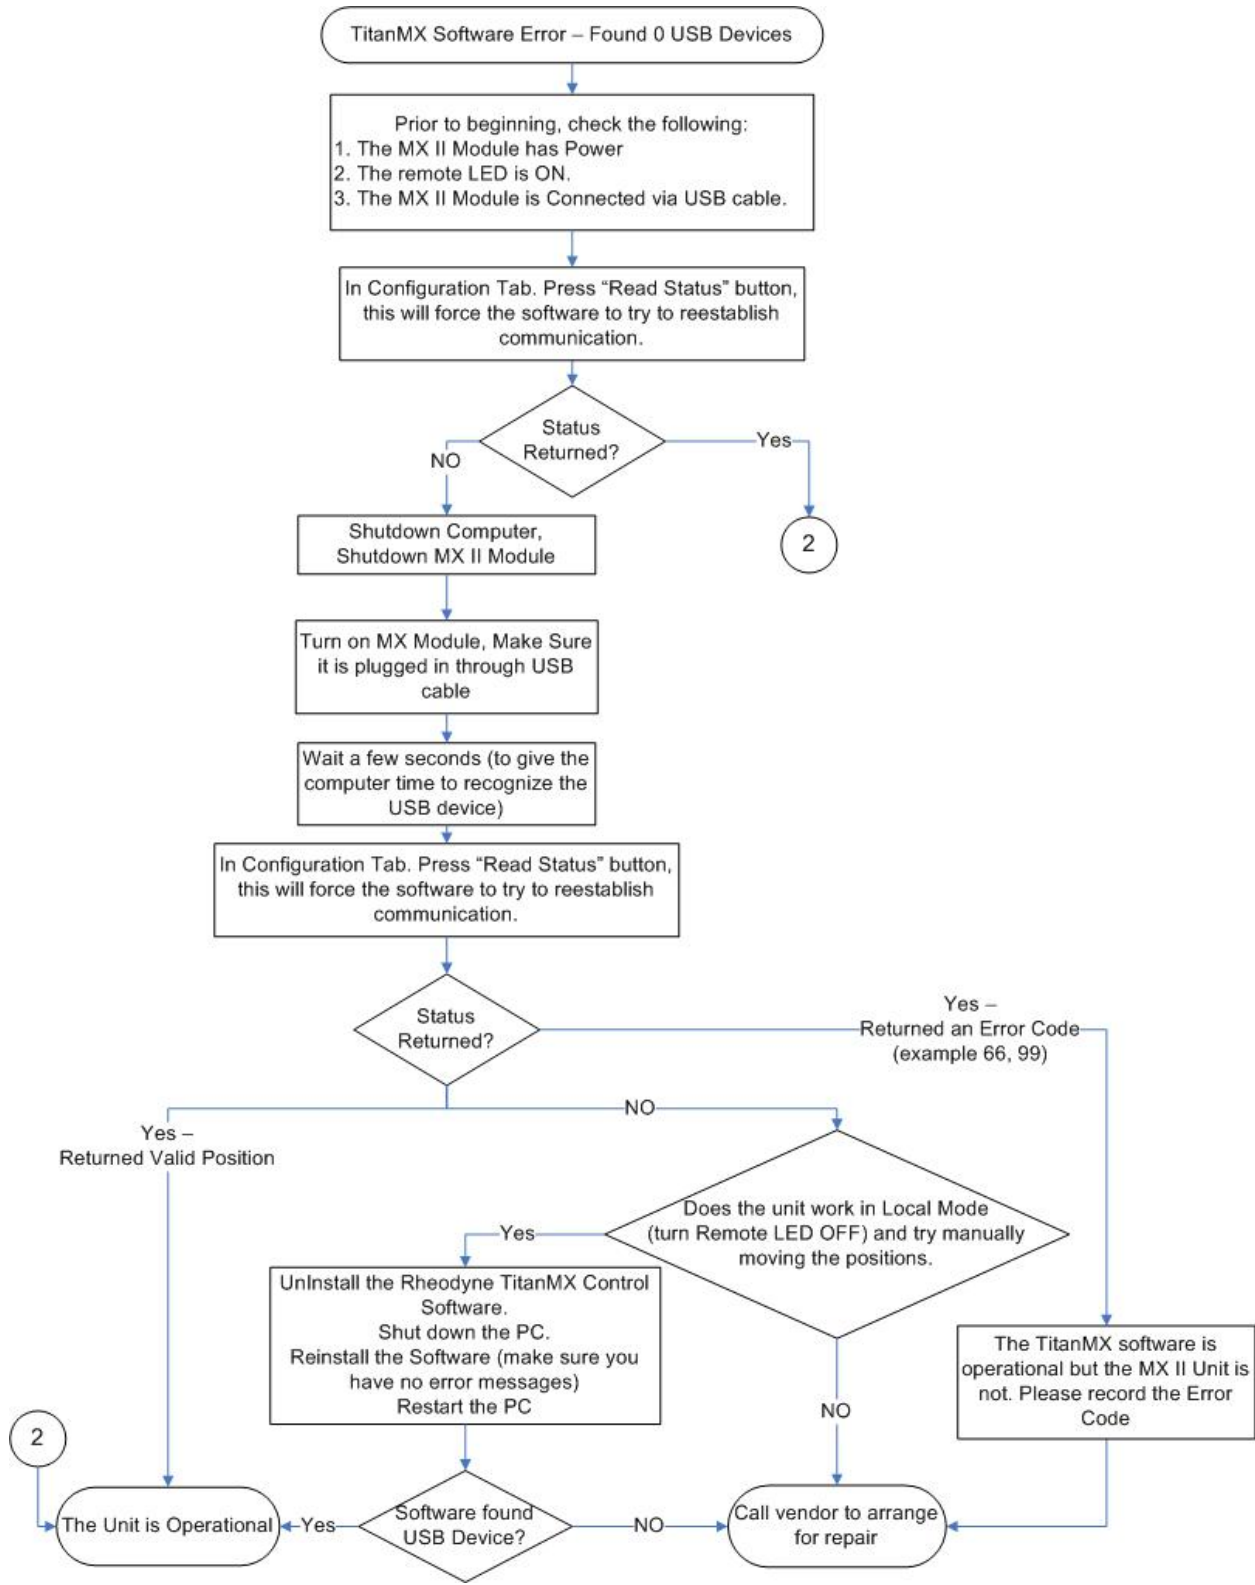 TitanMX Software Error – Found 0 USB Devices
Prior to beginning, check the following:
1. The MX II Module has Power
2. The remote LED is ON.
3. The MX II Module is Connected via USB cable.
In Configuration Tab. Press “Read Status” button,
this will force the software to try to reestablish
communication.
Status
Returned?
Yes
NO
2
Shutdown Computer,
Shutdown MX II Module
Turn on MX Module, Make Sure
it is plugged in through USB
cable
Wait a few seconds (to give the
computer time to recognize the
USB device)
In Configuration Tab. Press “Read Status” button,
this will force the software to try to reestablish
communication.
Status
Returned?
Yes –
Returned an Error Code
(example 66, 99)
NO
Yes –
Returned Valid Position
Does the unit work in Local Mode
(turn Remote LED OFF) and try manually
moving the positions.
Yes
UnInstall the Rheodyne TitanMX Control
Software.
Shut down the PC.
Reinstall the Software (make sure you
have no error messages)
Restart the PC
The TitanMX software is
operational but the MX II Unit is
not. Please record the Error
Code
NO
2
The Unit is Operational
Yes
Software found
USB Device?
NO
Call vendor to arrange
for repair